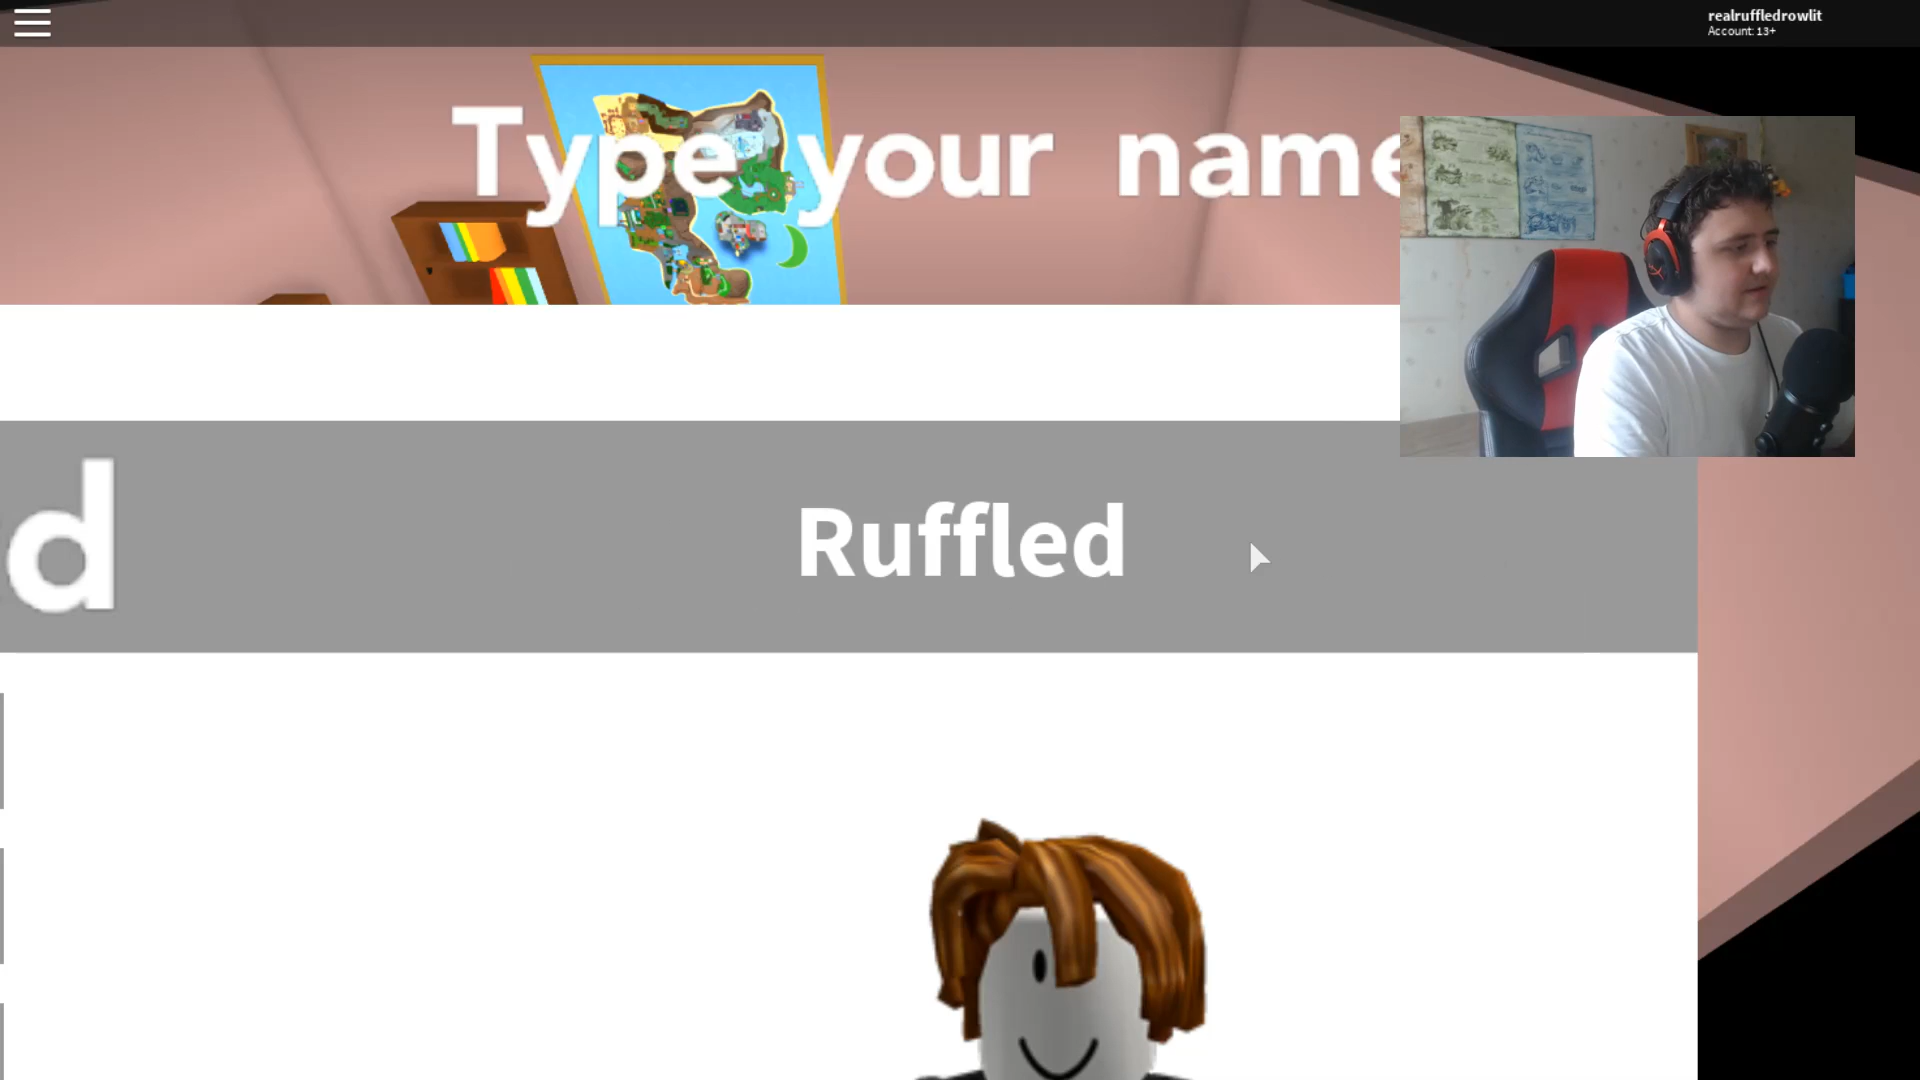 realruffledrowlit
Account: 13+
Type your name
d
Ruffled